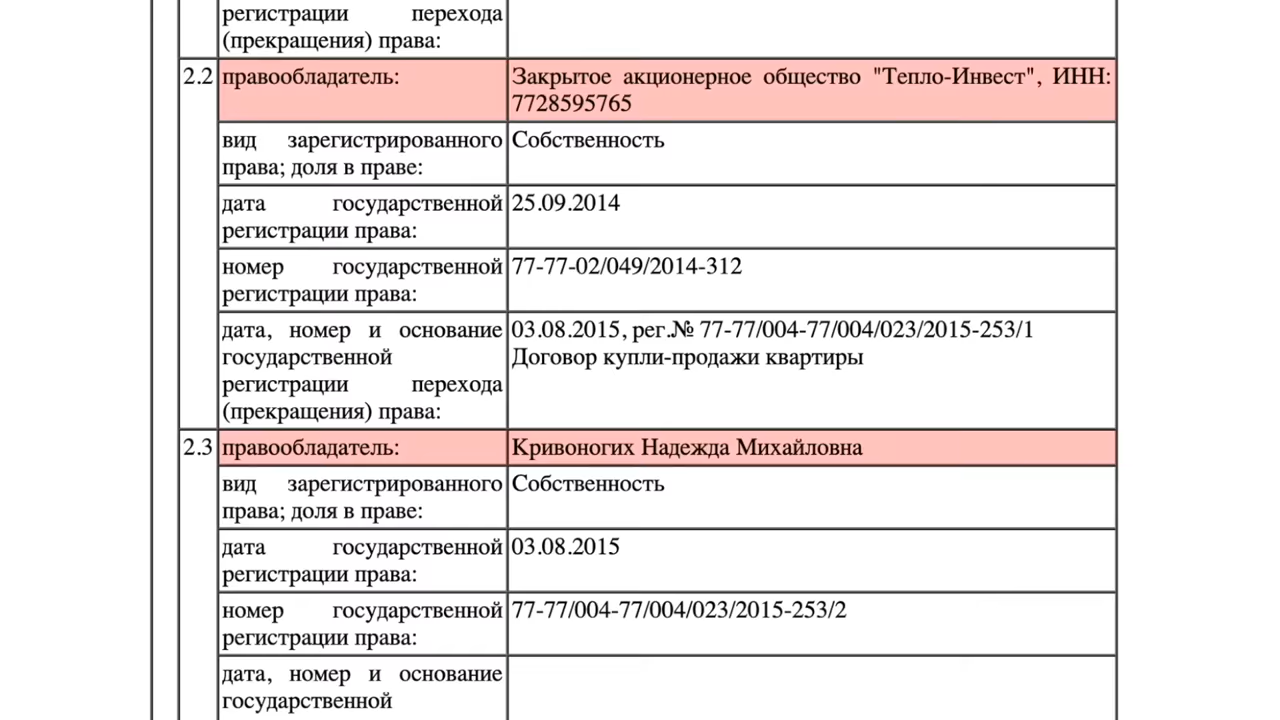 регистрации перехода
(прекращения) права:
2.2 правообладатель: Закрытое акционерное общество "Тепло-Инвест", ИНН:
7728595765
вид зарегистрированного Собственность
права; доля в праве:
дата государственной 25.09.2014
регистрации права:
номер государственной 77-77-02/049/2014-312
регистрации права:
дата, номер и основание 03.08.2015, рег.№ 77-77/004-77/004/023/2015-253/1
государственной Договор купли-продажи квартиры
регистрации перехода
(прекращения) права:
2.3 правообладатель: Кривоногих Надежда Михайловна
вид зарегистрированного Собственность
права; доля в праве:
дата государственной 03.08.2015
регистрации права:
номер государственной 77-77/004-77/004/023/2015-253/2
регистрации права:
дата, номер и основание
государственной